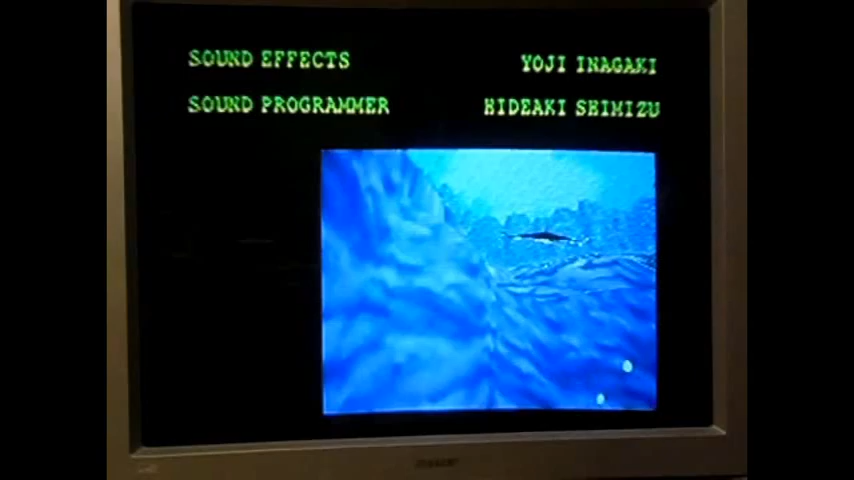 SOUND EFFECTS YOJI INAGAKI
SOUND PROGRAMMER HIDEAKI SHIMIZU